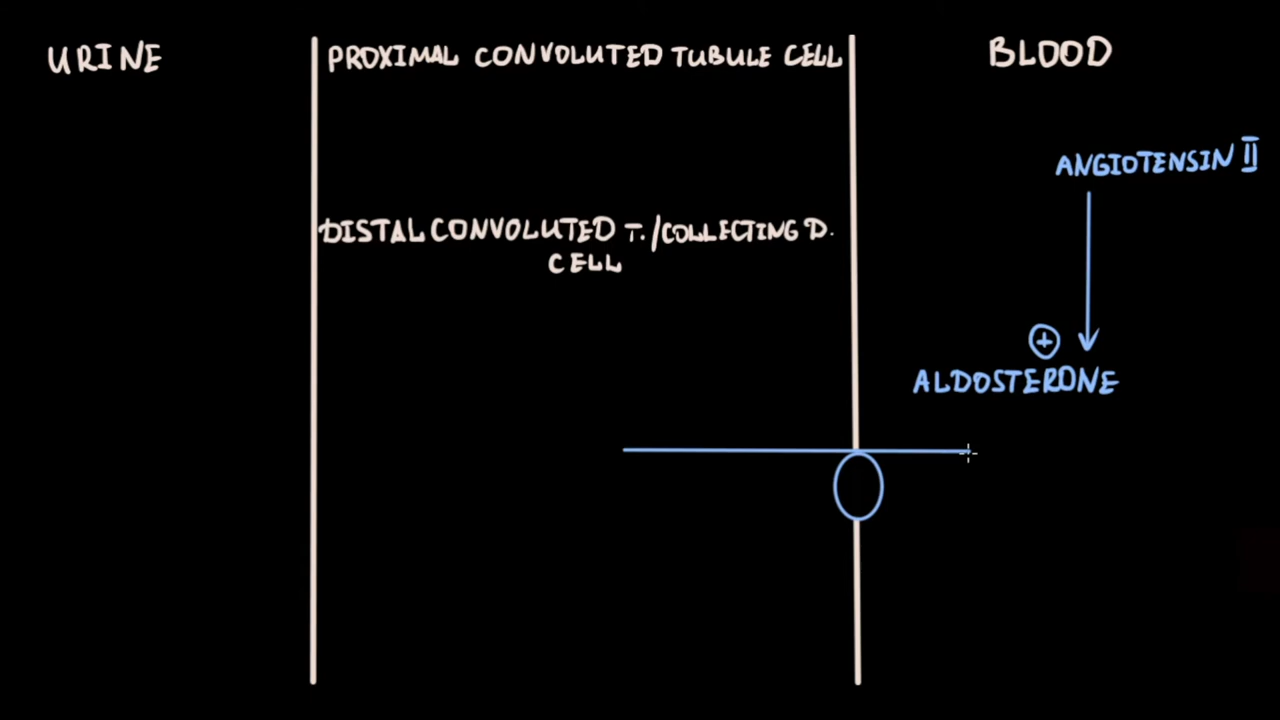 URINE
PROXIMAL CONVOLUTED TUBULE CELL
BLOOD
ANGIOTENSIN II
DISTAL CONVOLUTED T./COLLECTING D.
CELL
+
ALDOSTERONE